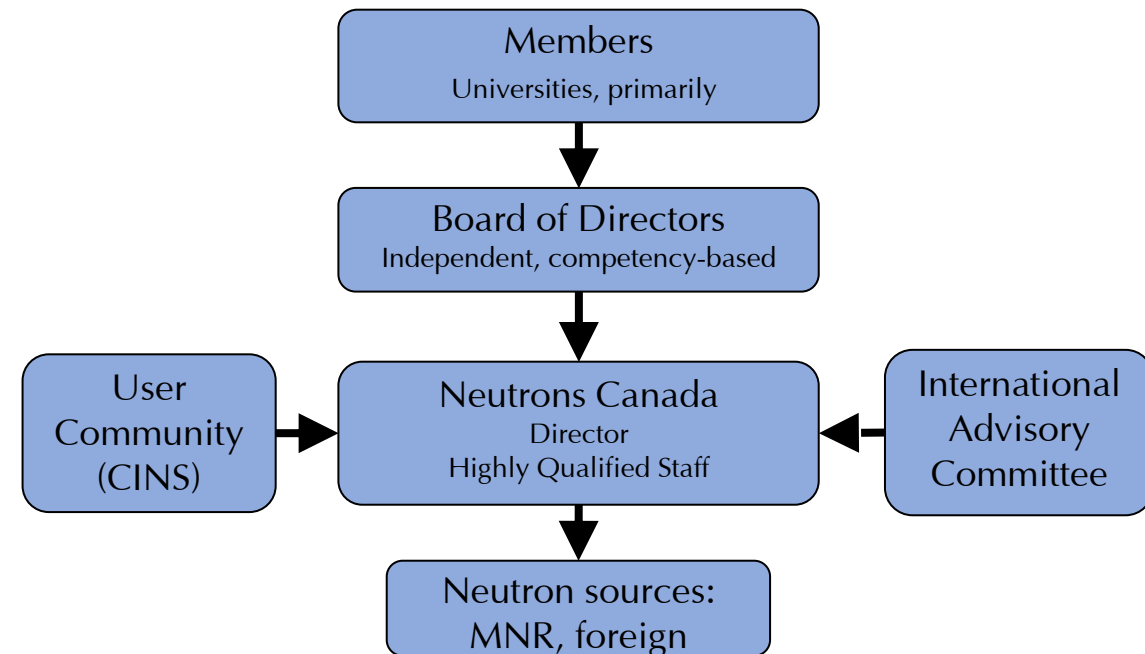 Members
Universities, primarily
Board of Directors
Independent, competency-based
User
Community
(CINS)
Neutrons Canada
Director
Highly Qualified Staff
International
Advisory
Committee
Neutron sources:
MNR, foreign